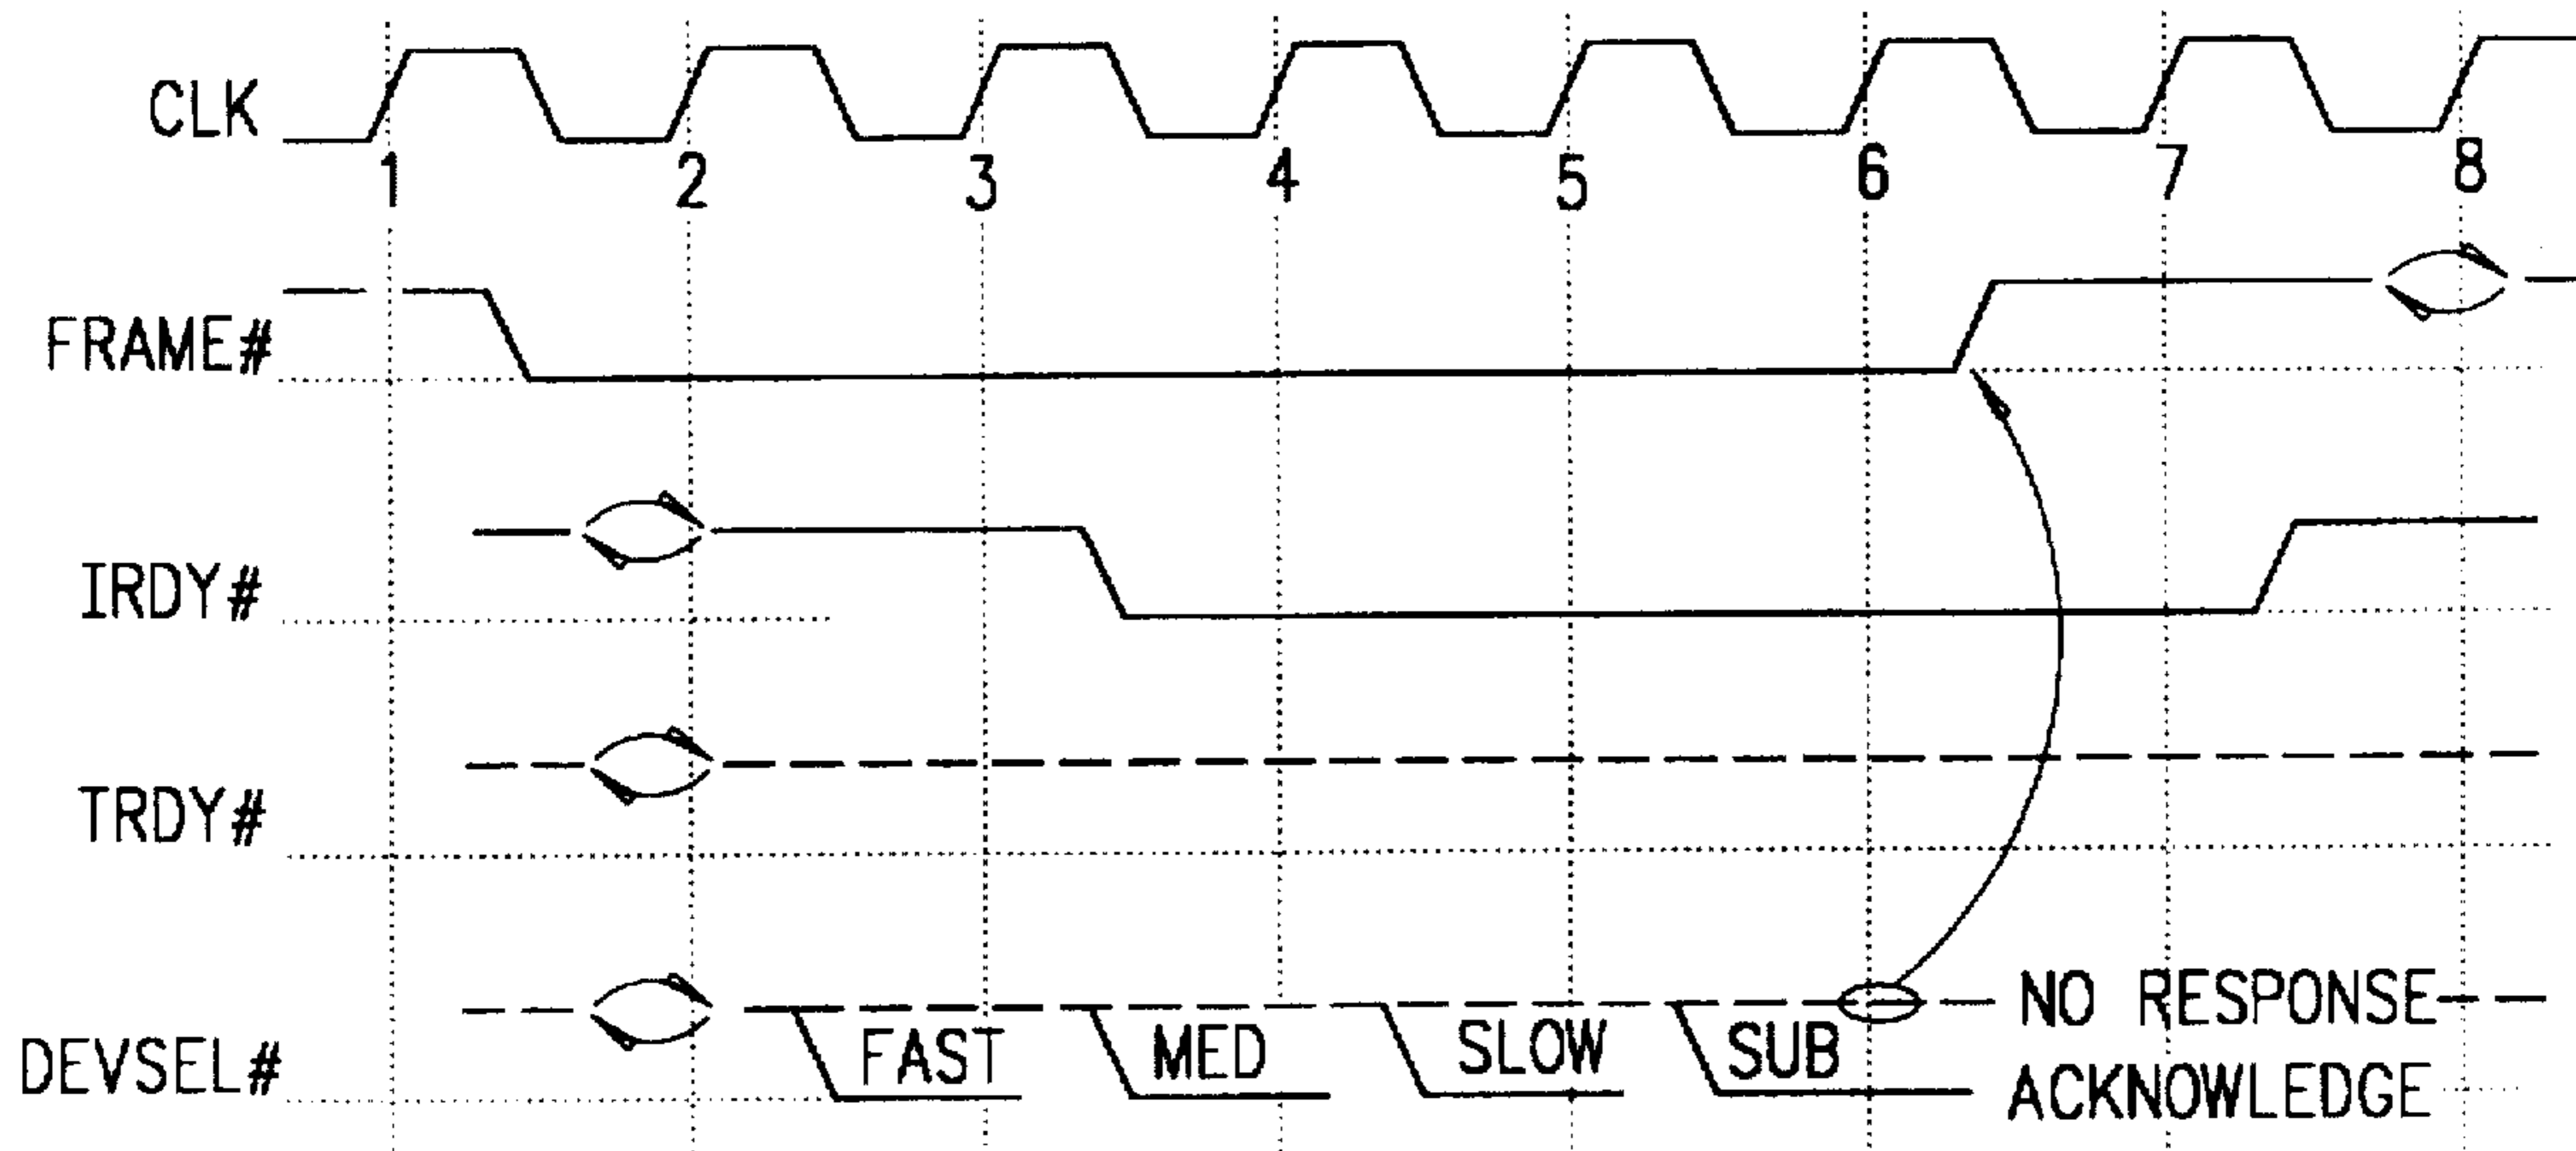 CLK
1 2 3 4 5 6 7 8
FRAME#
IRDY#
TRDY#
DEVSEL#
FAST MED SLOW SUB NO RESPONSE
ACKNOWLEDGE